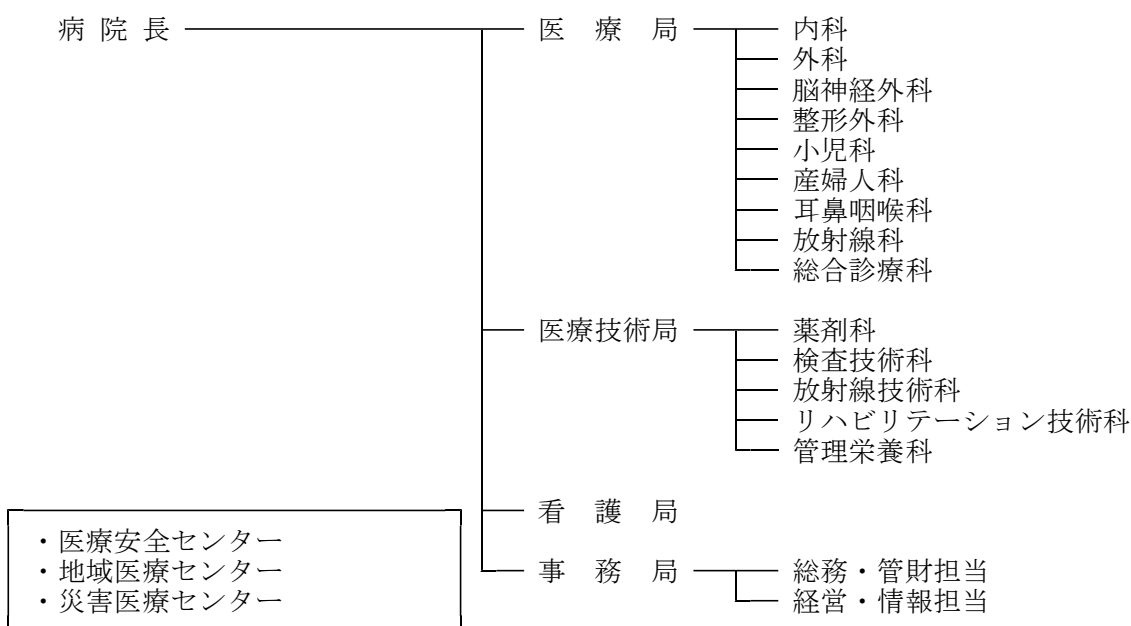 病院長 医療局 内科
外科
脳神経外科
整形外科
小児科
産婦人科
耳鼻咽喉科
放射線科
総合診療科
医療技術局 薬剤科
検査技術科
放射線技術科
リハビリテーション技術科
管理栄養科
看護局
事務局 総務・管財担当
経営・情報担当
・医療安全センター
・地域医療センター
・災害医療センター